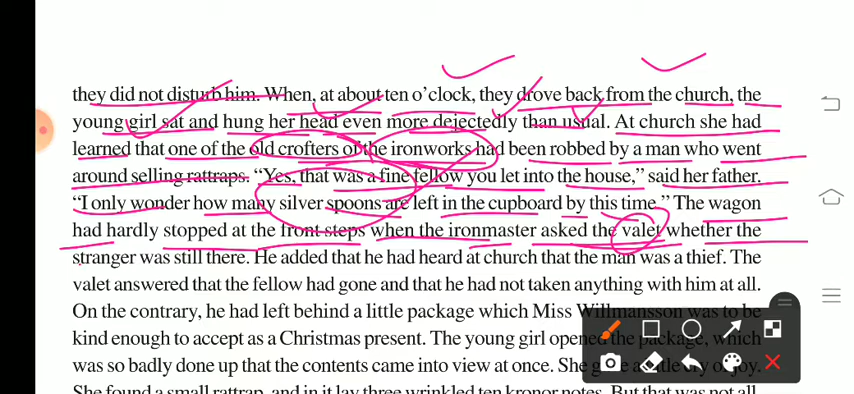 they did not disturb him. When, at about ten o’clock, they drove back from the church, the
young girl sat and hung her head even more dejectedly than usual. At church she had
learned that one of the old crofters of the ironworks had been robbed by a man who went
around selling rattraps. “Yes, that was a fine fellow you let into the house,” said her father.
“I only wonder how many silver spoons are left in the cupboard by this time.” The wagon
had hardly stopped at the front steps when the ironmaster asked the valet whether the
stranger was still there. He added that he had heard at church that the man was a thief. The
valet answered that the fellow had gone and that he had not taken anything with him at all.
On the contrary, he had left behind a little package which Miss Willmansson was to be
kind enough to accept as a Christmas present. The young girl opened the package, which
was so badly done up that the contents came into view at once. She gave a little cry of joy.
She found a small rattrap, and in it lay three wrinkled ten kronor notes. But that was not all.